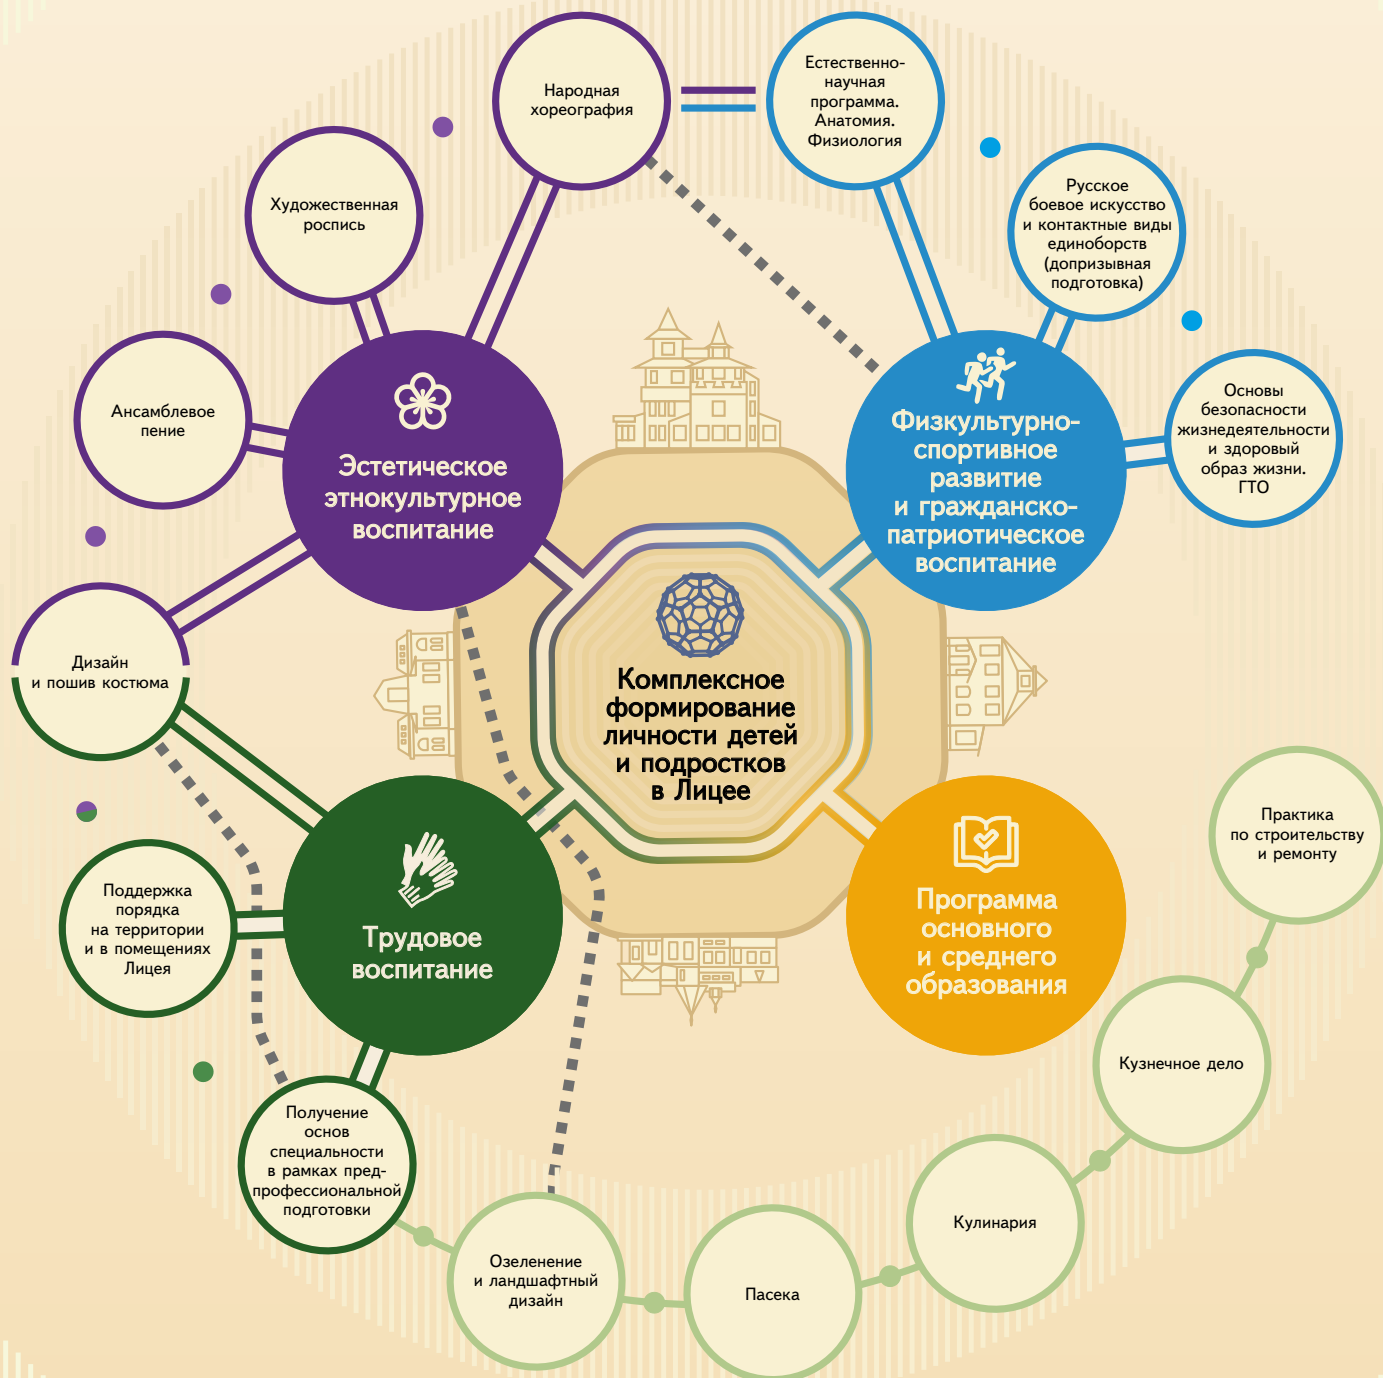 Народная
хореография
Естественно-
научная
программа.
Анатомия.
Физиология
Художественная
роспись
Русское
боевое искусство
и контактные виды
единоборств
(допризывная
подготовка)
Ансамблевое
пение
Основы
безопасности
жизнедеятельности
и здоровый
образ жизни.
ГТО
Эстетическое
этнокультурное
воспитание
Физкультурно-
спортивное
развитие
и гражданско-
патриотическое
воспитание
Дизайн
и пошив костюма
Комплексное
формирование
личности детей
и подростков
в Лицее
Поддержка
порядка
на территории
и в помещениях
Лицея
Трудовое
воспитание
Программа
основного
и среднего
образования
Практика
по строительству
и ремонту
Кузнечное дело
Получение
основ
специальности
в рамках пред-
профессиональной
подготовки
Кулинария
Озеленение
и ландшафтный
дизайн
Пасека